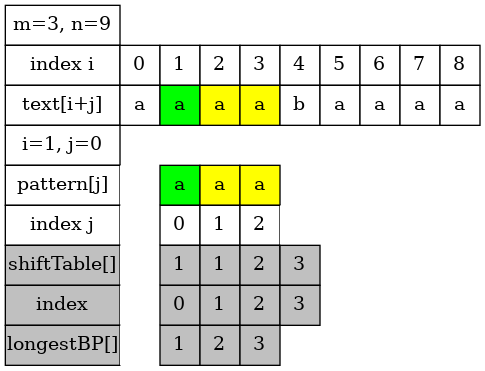 m=3, n=9
index i 0 1 2 3 4 5 6 7 8
text[i+j] a a a a b a a a a
i=1, j=0
pattern[j] a a a
index j 0 1 2
shiftTable[] 1 1 2 3
index 0 1 2 3
longestBP[] 1 2 3